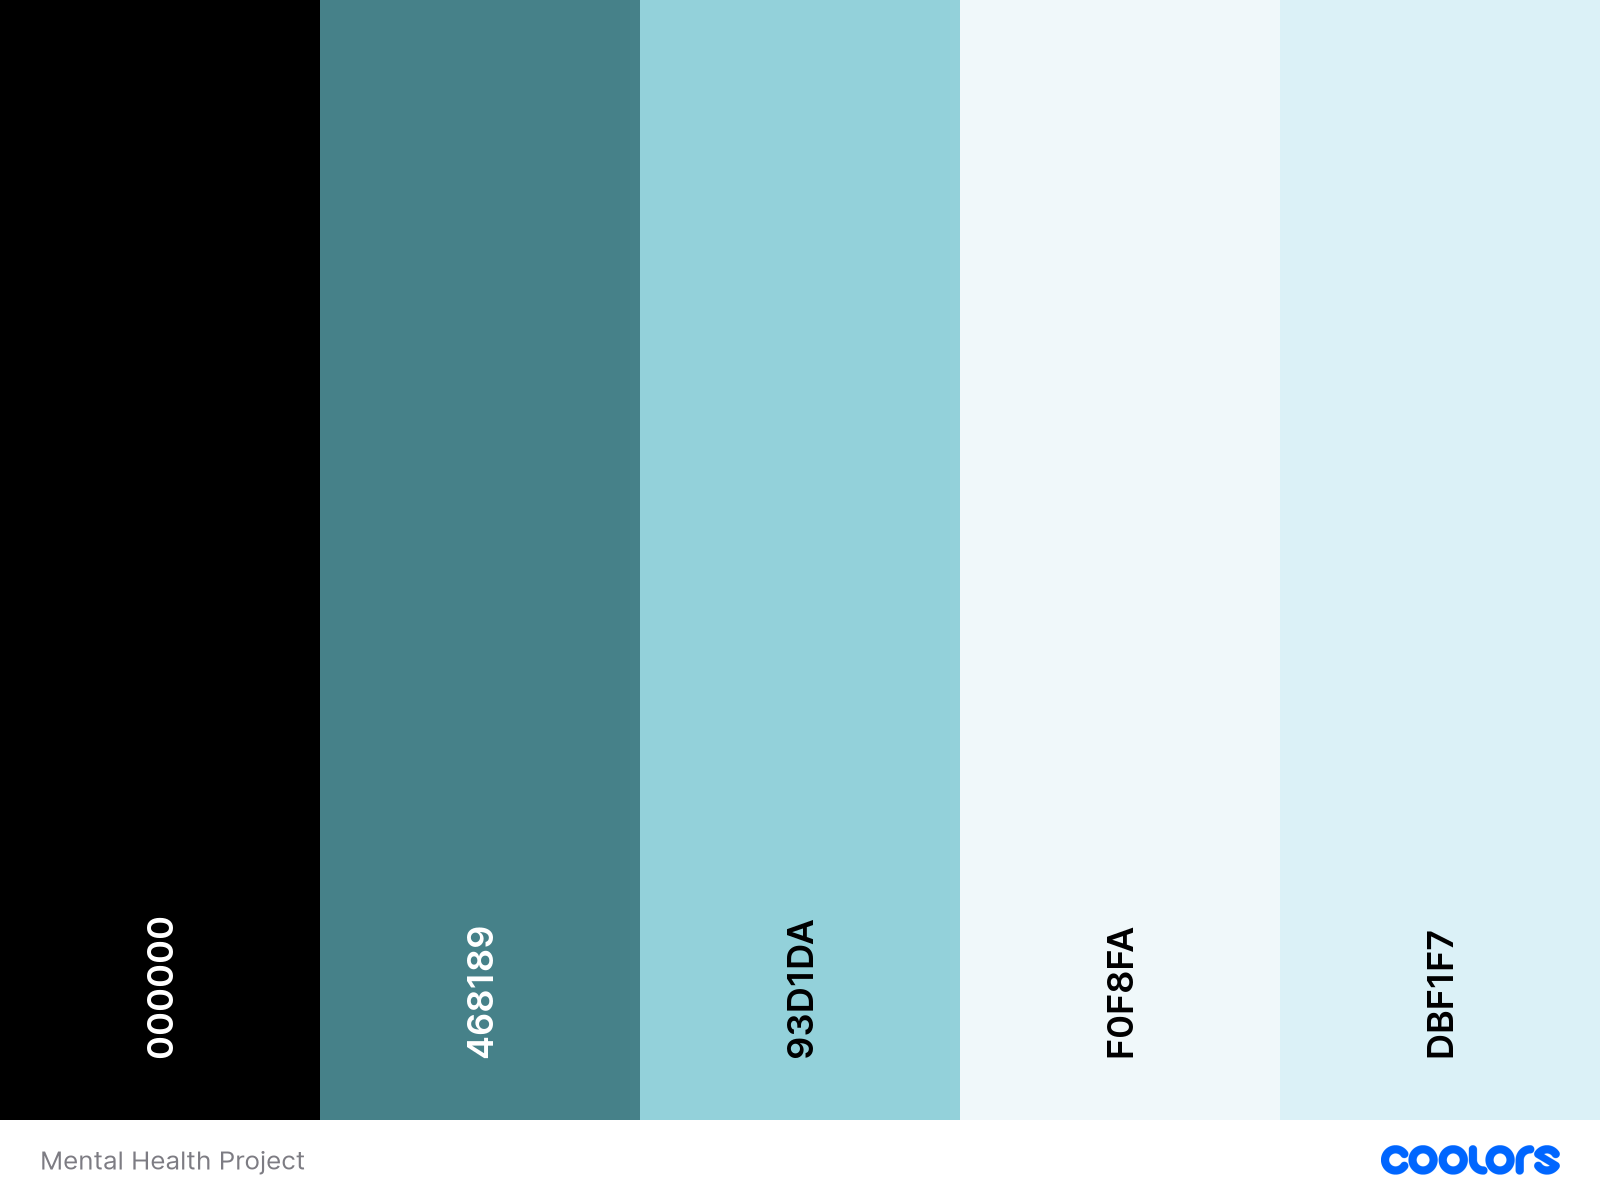 000000
468189
93D1DA
F0F8FA
DBF1F7
Mental Health Project
coolors